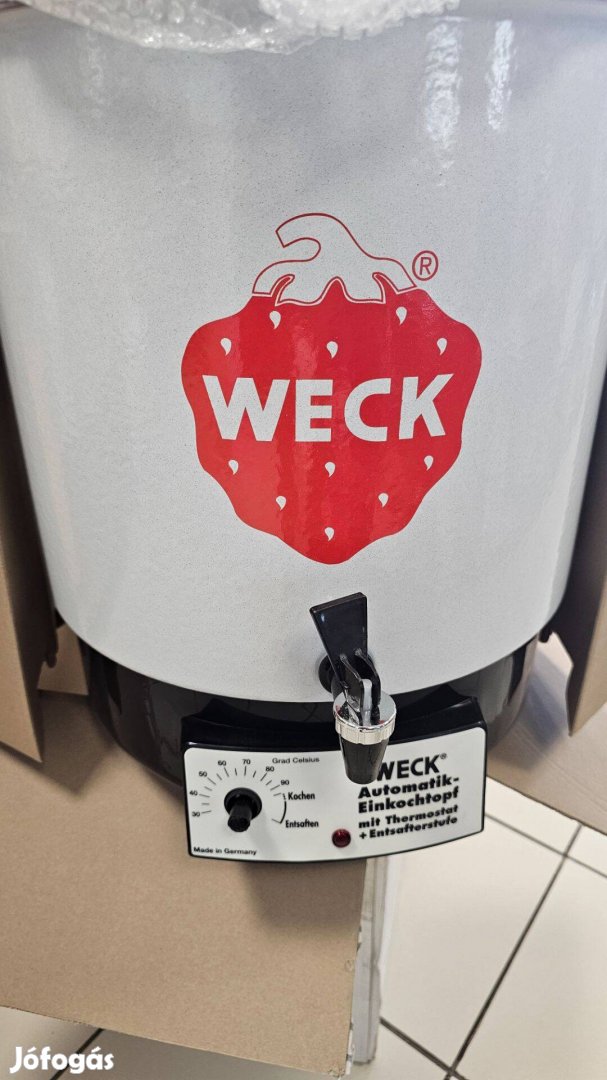 ®
WECK
Grad Celsius
30
40
50
60
70
80
90
Kochen
Entsaften
Made in Germany
WECK®
Automatik-
Einkochtopf
mit Thermostat
+ Entsafterstufe
Jófogás